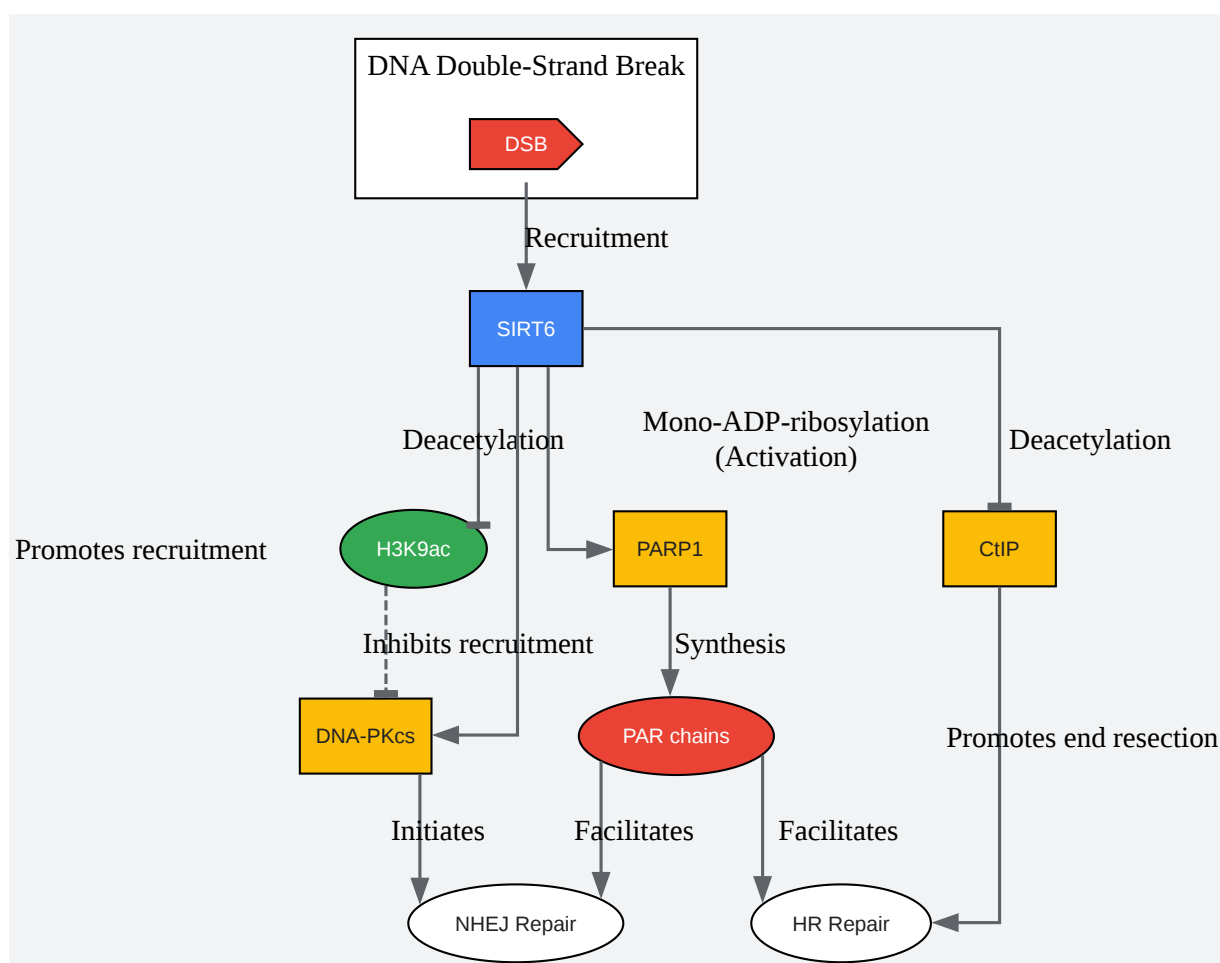 DNA Double-Strand Break
DSB
Recruitment
SIRT6
Deacetylation
Mono-ADP-ribosylation
(Activation)
Deacetylation
Promotes recruitment
H3K9ac
PARP1
CtIP
Inhibits recruitment
Synthesis
DNA-PKcs
PAR chains
Promotes end resection
Initiates
Facilitates
Facilitates
NHEJ Repair
HR Repair